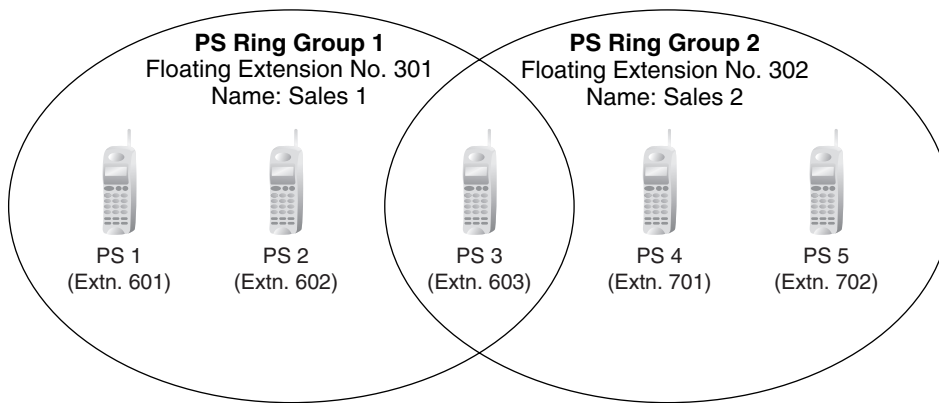 PS Ring Group 1
Floating Extension No. 301
Name: Sales 1
PS Ring Group 2
Floating Extension No. 302
Name: Sales 2
PS 1
(Extn. 601)
PS 2
(Extn. 602)
PS 3
(Extn. 603)
PS 4
(Extn. 701)
PS 5
(Extn. 702)